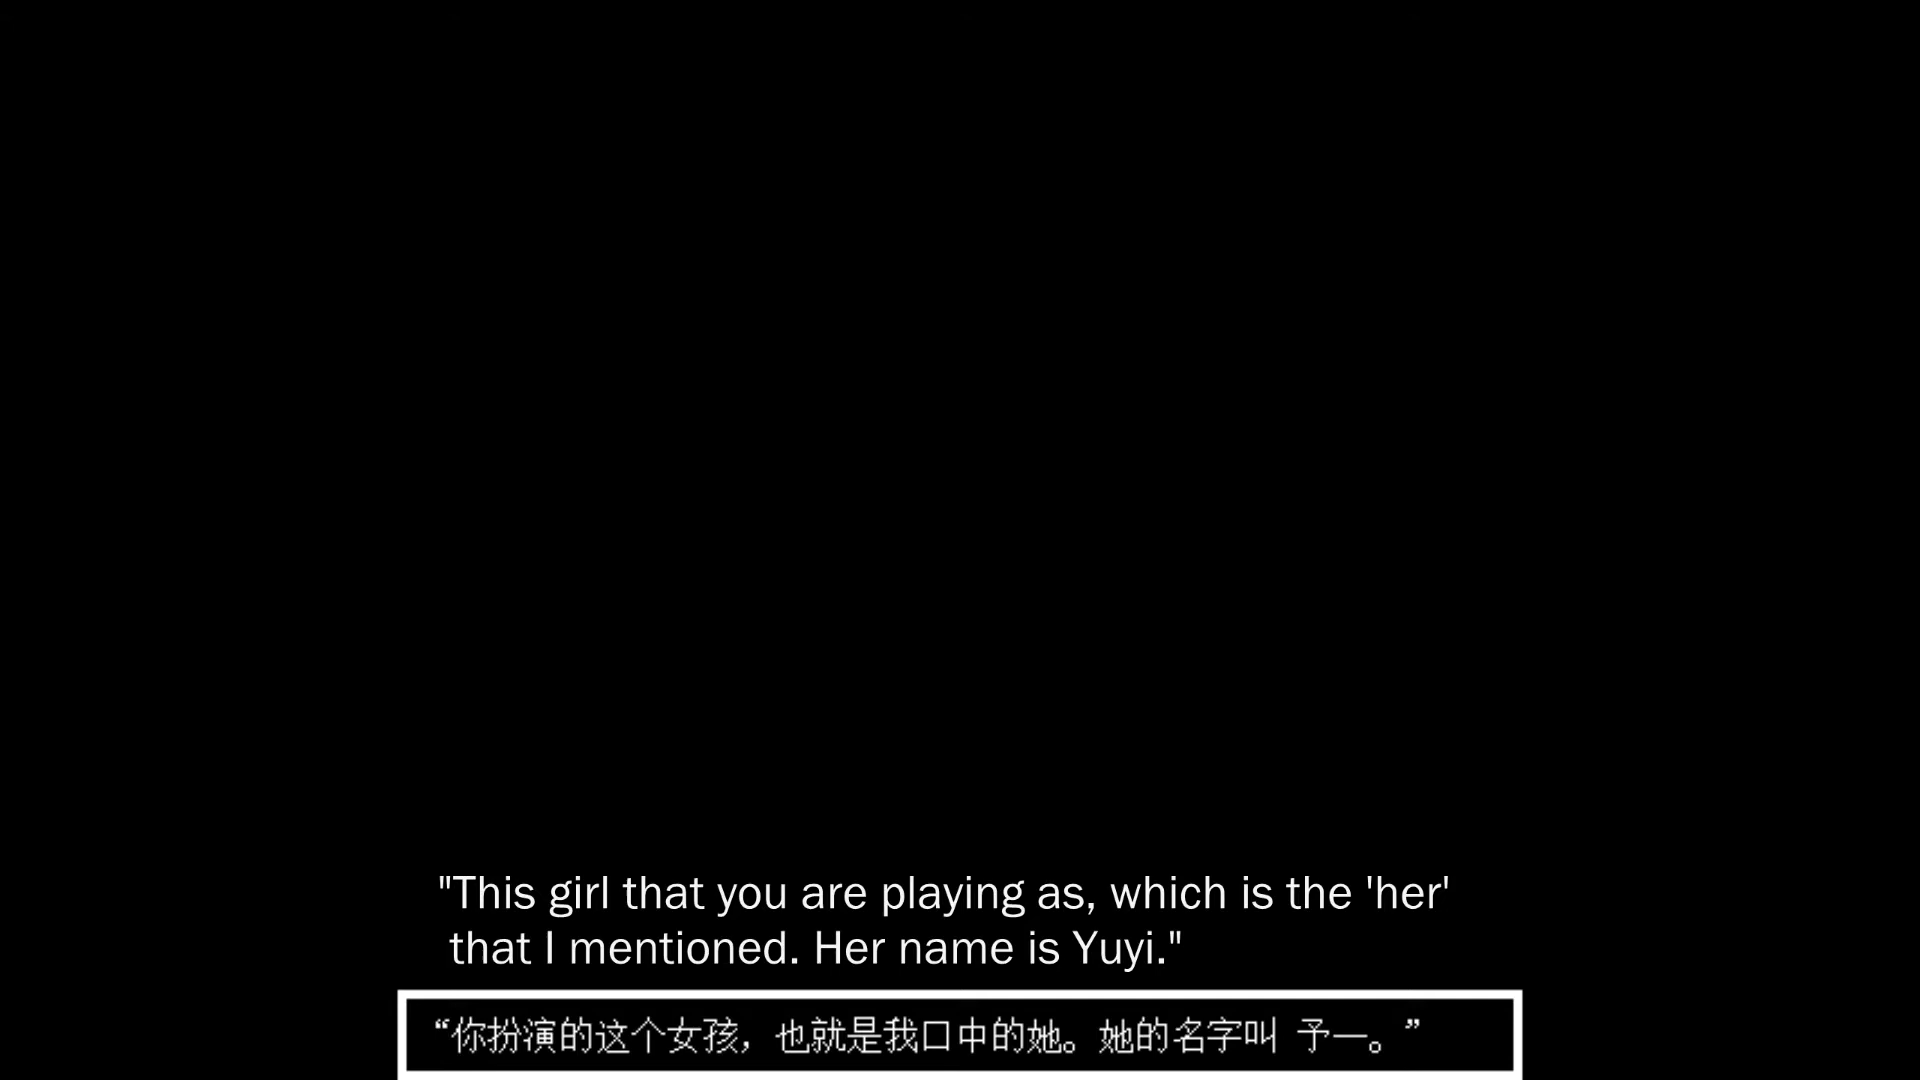 "This girl that you are playing as, which is the 'her'
that I mentioned. Her name is Yuyi."
“你扮演的这个女孩，也就是我口中的她。她的名字叫 予一。”